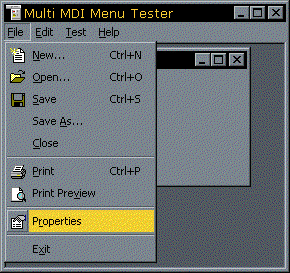 Multi MDI Menu Tester
File Edit Test Help
New... Ctrl+N
Open... Ctrl+O
Save Ctrl+S
Save As...
Close
Print Ctrl+P
Print Preview
Properties
Exit